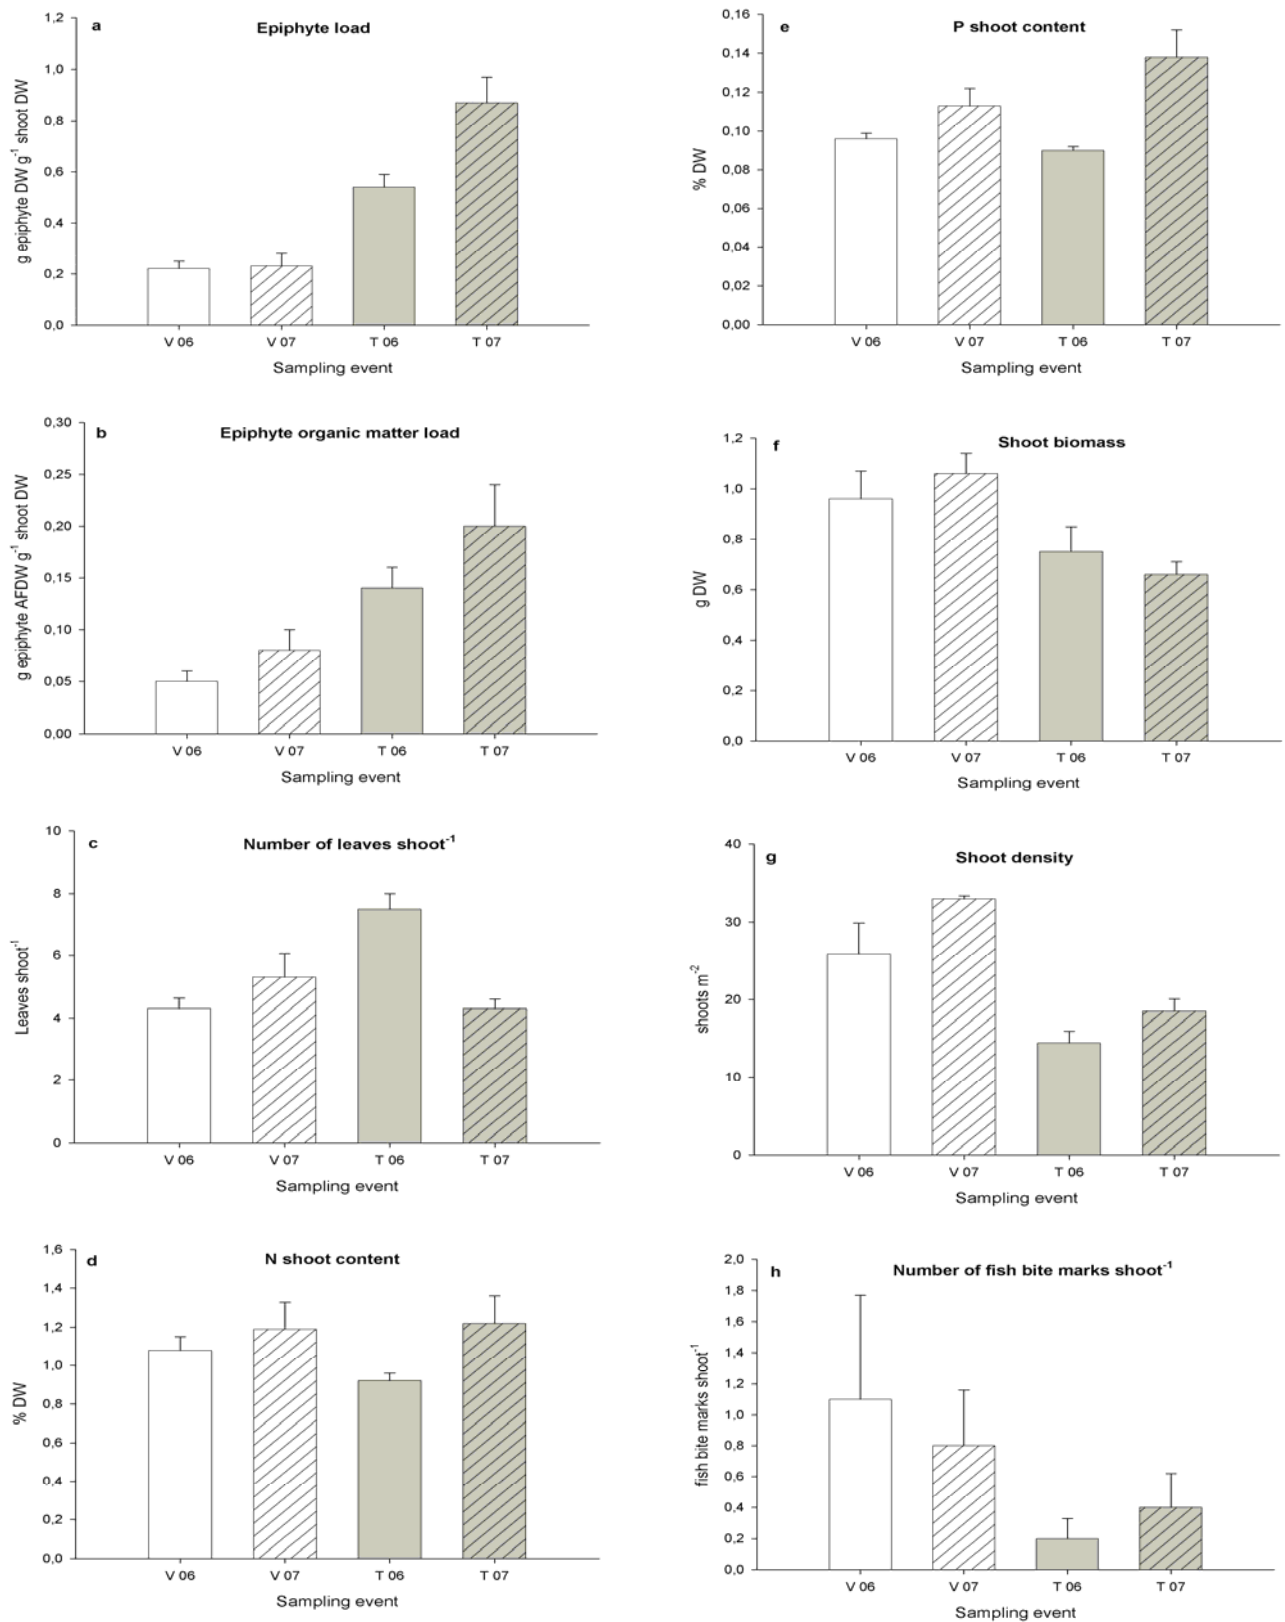 a
Epiphyte load
1,2
1,0
0,8
0,6
0,4
0,2
0,0
g epiphyte DW g⁻¹ shoot DW
V 06 V 07 T 06 T 07
Sampling event
b
Epiphyte organic matter load
0,30
0,25
0,20
0,15
0,10
0,05
0,00
g epiphyte AFDW g⁻¹ shoot DW
V 06 V 07 T 06 T 07
Sampling event
c
Number of leaves shoot⁻¹
10
8
6
4
2
0
Leaves shoot⁻¹
V 06 V 07 T 06 T 07
Sampling event
d
N shoot content
1,6
1,4
1,2
1,0
0,8
0,6
0,4
0,2
0,0
% DW
V 06 V 07 T 06 T 07
Sampling event
e
P shoot content
0,16
0,14
0,12
0,10
0,08
0,06
0,04
0,02
0,00
% DW
V 06 V 07 T 06 T 07
Sampling event
f
Shoot biomass
1,2
1,0
0,8
0,6
0,4
0,2
0,0
g DW
V 06 V 07 T 06 T 07
Sampling event
g
Shoot density
40
30
20
10
0
shoots m⁻²
V 06 V 07 T 06 T 07
Sampling event
h
Number of fish bite marks shoot⁻¹
2,0
1,8
1,6
1,4
1,2
1,0
0,8
0,6
0,4
0,2
0,0
fish bite marks shoot⁻¹
V 06 V 07 T 06 T 07
Sampling event